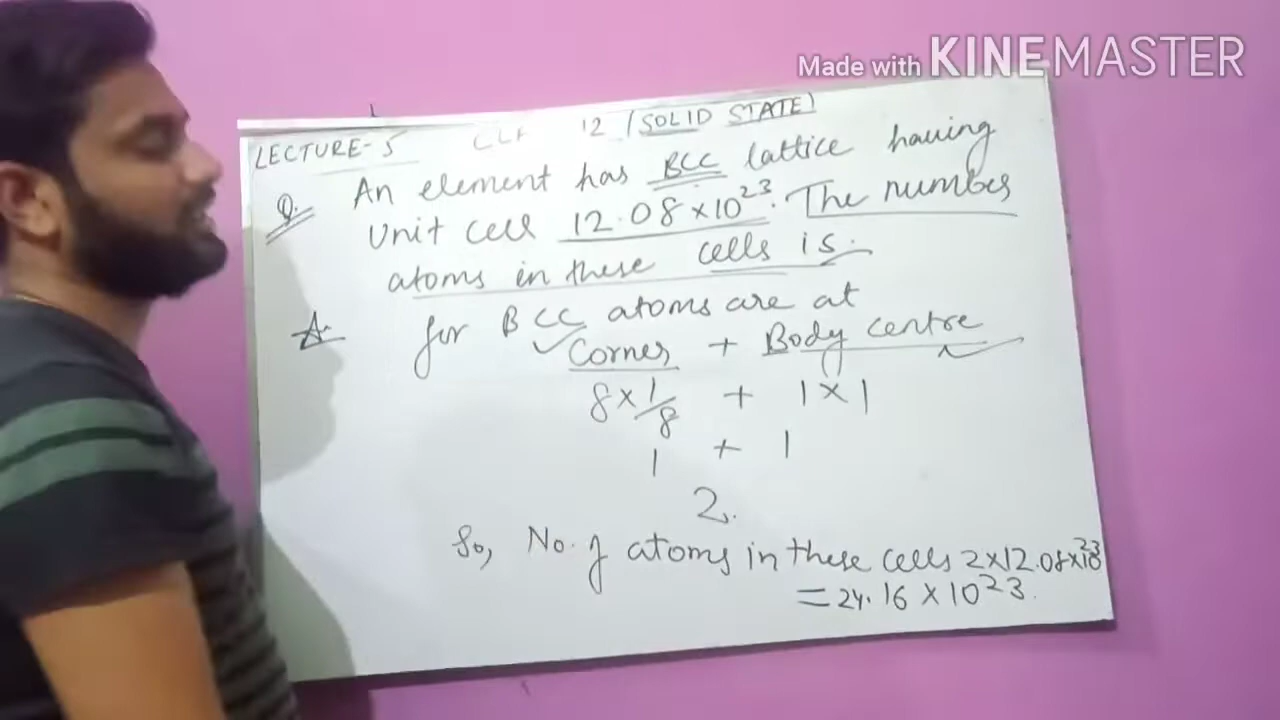 Made with KINEMASTER
LECTURE-5 12 (SOLID STATE)
Q. An element has BCC lattice having
Unit cell 12.08×10²³. The number
atoms in these cells is.
A. for BCC atoms are at
Corner + Body centre
8×1/8 + 1×1
1 + 1
2.
So, No. of atoms in these cells 2×12.08×10²³
=24.16×10²³.